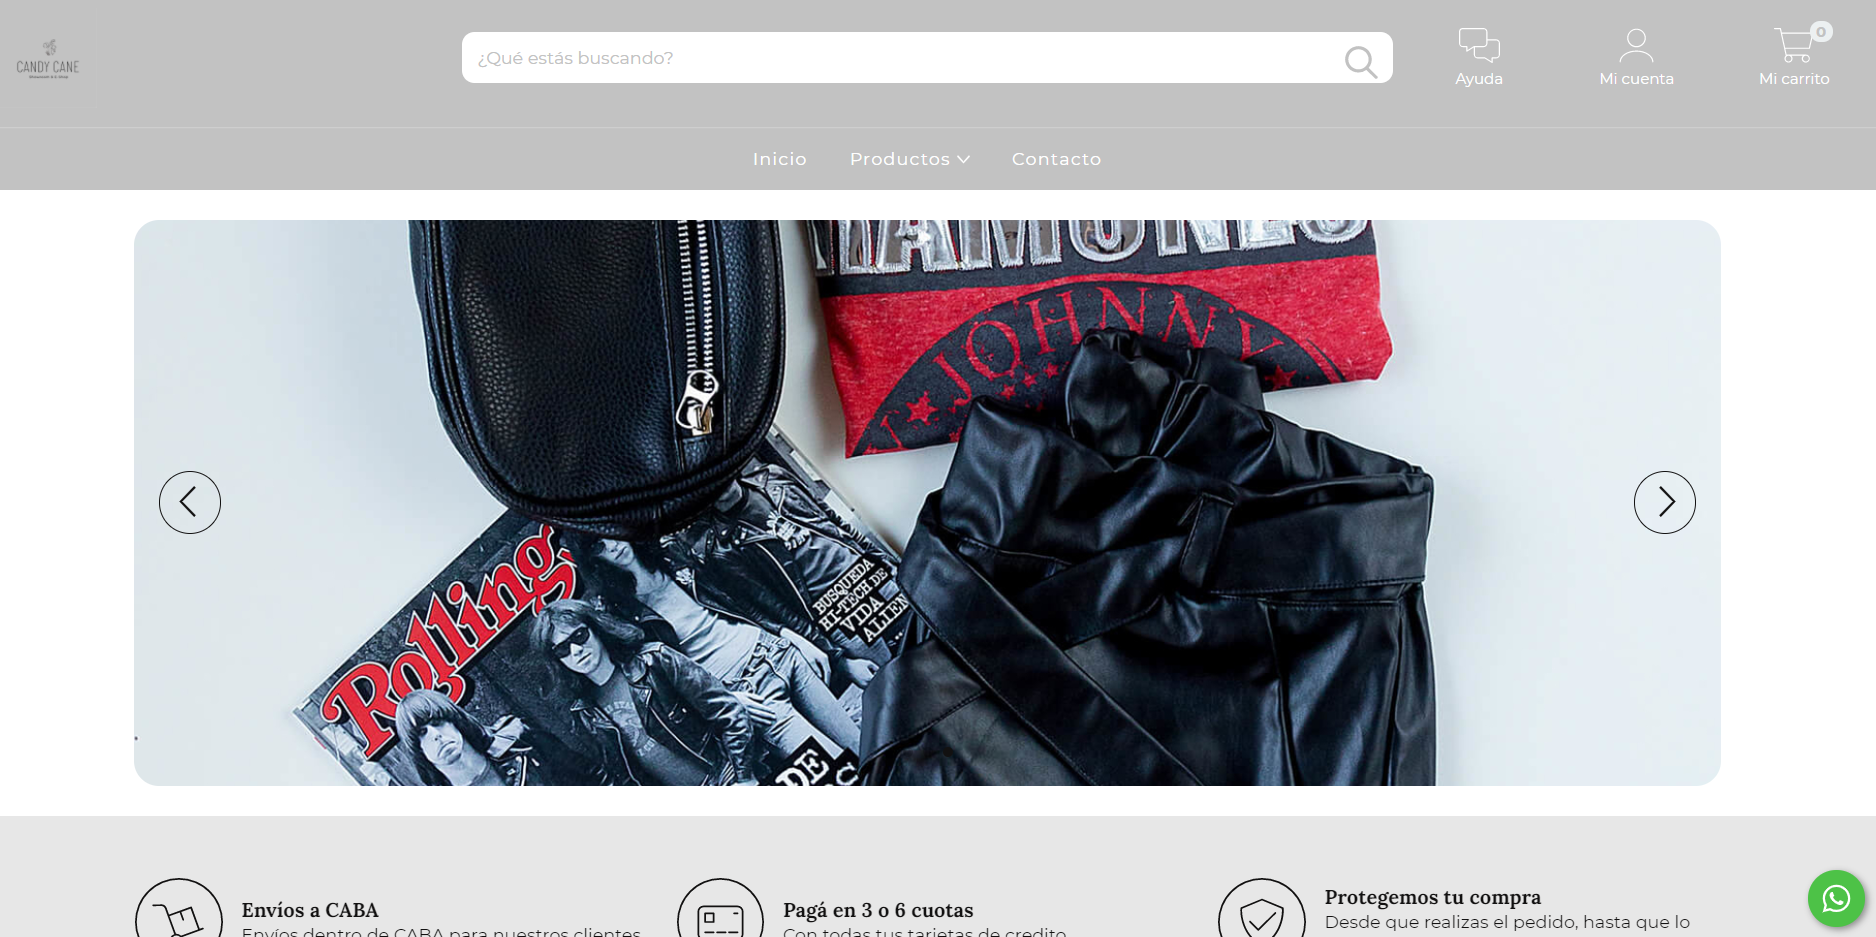 CANDY CANE
¿Qué estás buscando?
Ayuda
Mi cuenta
0
Mi carrito
Inicio
Productos
Contacto
RAMONES
JOHNNY
Rolling
BUSQUEDA
HI-TECH DE
VIDA
ALIEN
DE
Envíos a CABA
Envíos dentro de CABA para nuestros clientes
Pagá en 3 o 6 cuotas
Con todas tus tarjetas de credito
Protegemos tu compra
Desde que realizas el pedido, hasta que lo